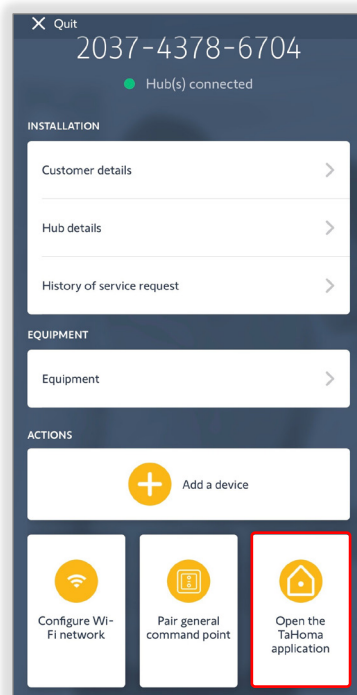 Quit
2037-4378-6704
Hub(s) connected
INSTALLATION
Customer details
Hub details
History of service request
EQUIPMENT
Equipment
ACTIONS
Add a device
Configure Wi-
Fi network
Pair general
command point
Open the
TaHoma
application